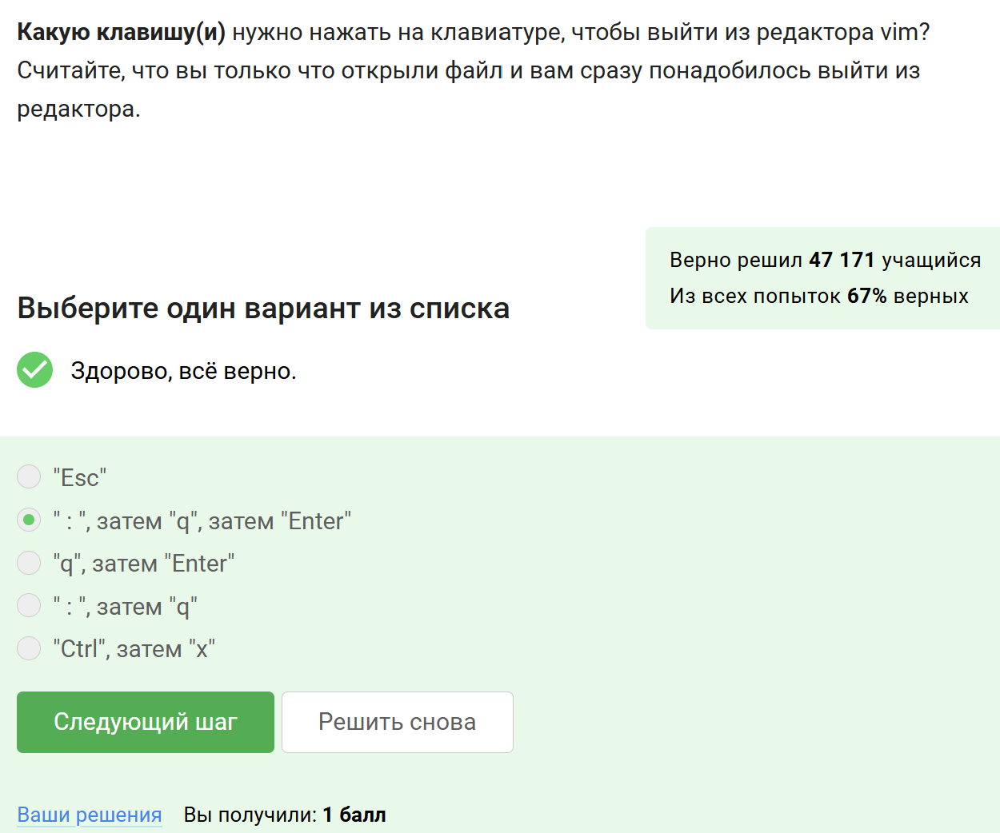 Какую клавишу(и) нужно нажать на клавиатуре, чтобы выйти из редактора vim?
Считайте, что вы только что открыли файл и вам сразу понадобилось выйти из
редактора.
Верно решил 47 171 учащийся
Из всех попыток 67% верных
Выберите один вариант из списка
Здорово, всё верно.
"Esc"
" : ", затем "q", затем "Enter"
"q", затем "Enter"
" : ", затем "q"
"Ctrl", затем "x"
Следующий шаг
Решить снова
Ваши решения Вы получили: 1 балл